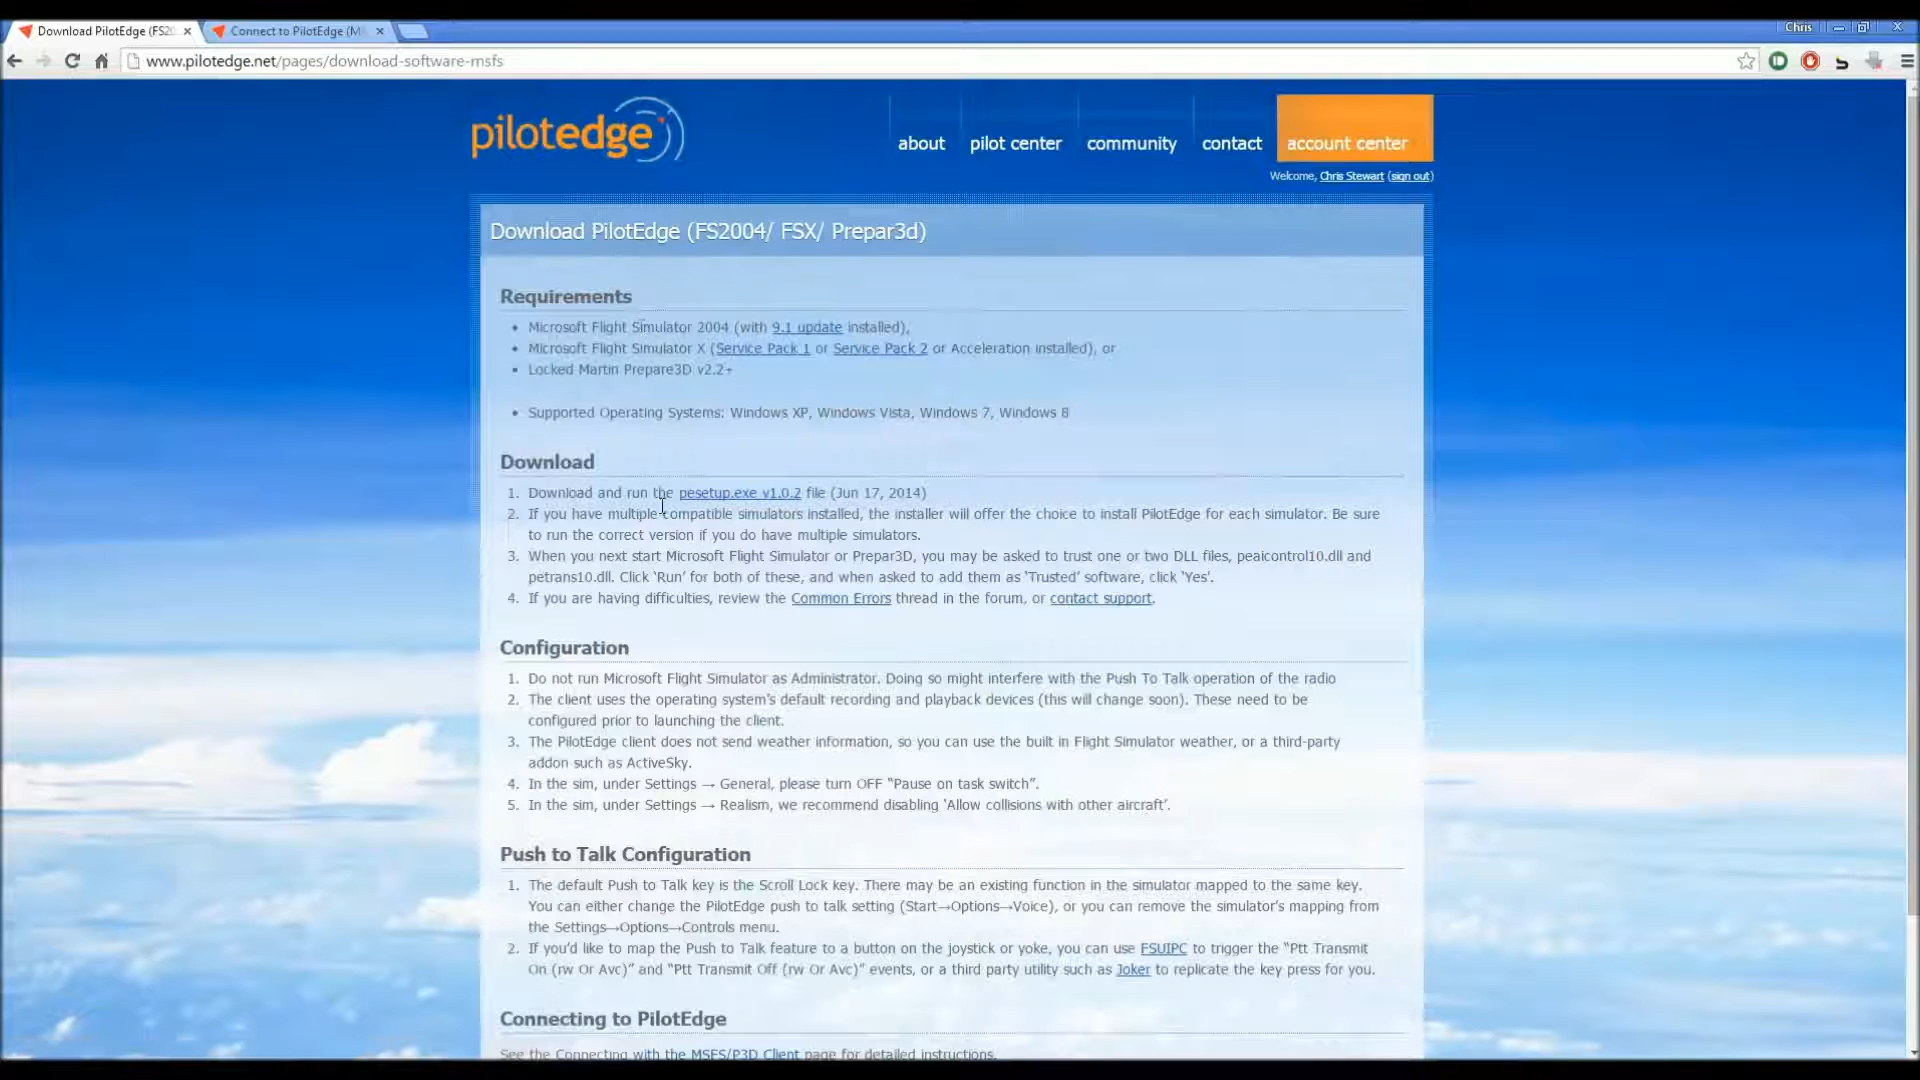 Download PilotEdge (FS20
Connect to PilotEdge (M
Chris
www.pilotedge.net/pages/download-software-msfs
pilotedge
about
pilot center
community
contact
account center
Welcome, Chris Stewart (sign out)
Download PilotEdge (FS2004/ FSX/ Prepar3d)
Requirements
• Microsoft Flight Simulator 2004 (with 9.1 update installed),
• Microsoft Flight Simulator X (Service Pack 1 or Service Pack 2 or Acceleration installed), or
• Locked Martin Prepare3D v2.2+
• Supported Operating Systems: Windows XP, Windows Vista, Windows 7, Windows 8
Download
1. Download and run the pesetup.exe v1.0.2 file (Jun 17, 2014)
2. If you have multiple compatible simulators installed, the installer will offer the choice to install PilotEdge for each simulator. Be sure
to run the correct version if you do have multiple simulators.
3. When you next start Microsoft Flight Simulator or Prepar3D, you may be asked to trust one or two DLL files, peaicontrol10.dll and
petrans10.dll. Click ‘Run’ for both of these, and when asked to add them as ‘Trusted’ software, click ‘Yes’.
4. If you are having difficulties, review the Common Errors thread in the forum, or contact support.
Configuration
1. Do not run Microsoft Flight Simulator as Administrator. Doing so might interfere with the Push To Talk operation of the radio
2. The client uses the operating system’s default recording and playback devices (this will change soon). These need to be
configured prior to launching the client.
3. The PilotEdge client does not send weather information, so you can use the built in Flight Simulator weather, or a third-party
addon such as ActiveSky.
4. In the sim, under Settings → General, please turn OFF “Pause on task switch”.
5. In the sim, under Settings → Realism, we recommend disabling ‘Allow collisions with other aircraft’.
Push to Talk Configuration
1. The default Push to Talk key is the Scroll Lock key. There may be an existing function in the simulator mapped to the same key.
You can either change the PilotEdge push to talk setting (Start→Options→Voice), or you can remove the simulator’s mapping from
the Settings→Options→Controls menu.
2. If you’d like to map the Push to Talk feature to a button on the joystick or yoke, you can use FSUIPC to trigger the “Ptt Transmit
On (rw Or Avc)” and “Ptt Transmit Off (rw Or Avc)” events, or a third party utility such as Joker to replicate the key press for you.
Connecting to PilotEdge
See the Connecting with the MSFS/P3D Client page for detailed instructions.